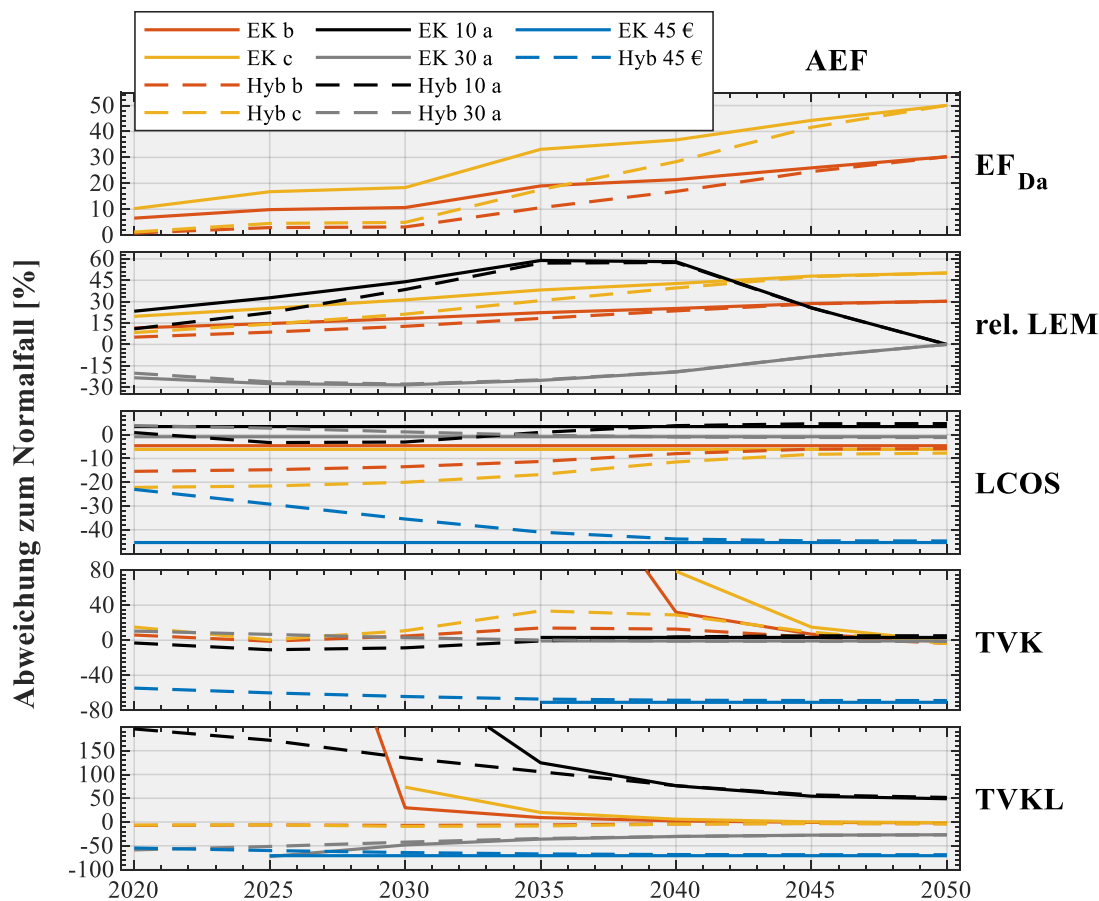 EK b EK 10 a EK 45 €
EK c EK 30 a Hyb 45 €
Hyb b Hyb 10 a
Hyb c Hyb 30 a
AEF
Abweichung zum Normalfall [%]
50
40
30
20
10
0
EF Da
60
45
30
15
0
-15
-30
rel. LEM
0
-10
-20
-30
-40
LCOS
80
40
0
-40
-80
TVK
150
100
50
0
-50
-100
TVKL
2020 2025 2030 2035 2040 2045 2050